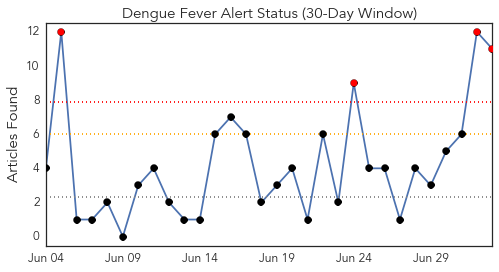 Dengue Fever Alert Status (30-Day Window)
Articles Found
12
10
8
6
4
2
0
Jun 04 Jun 09 Jun 14 Jun 19 Jun 24 Jun 29